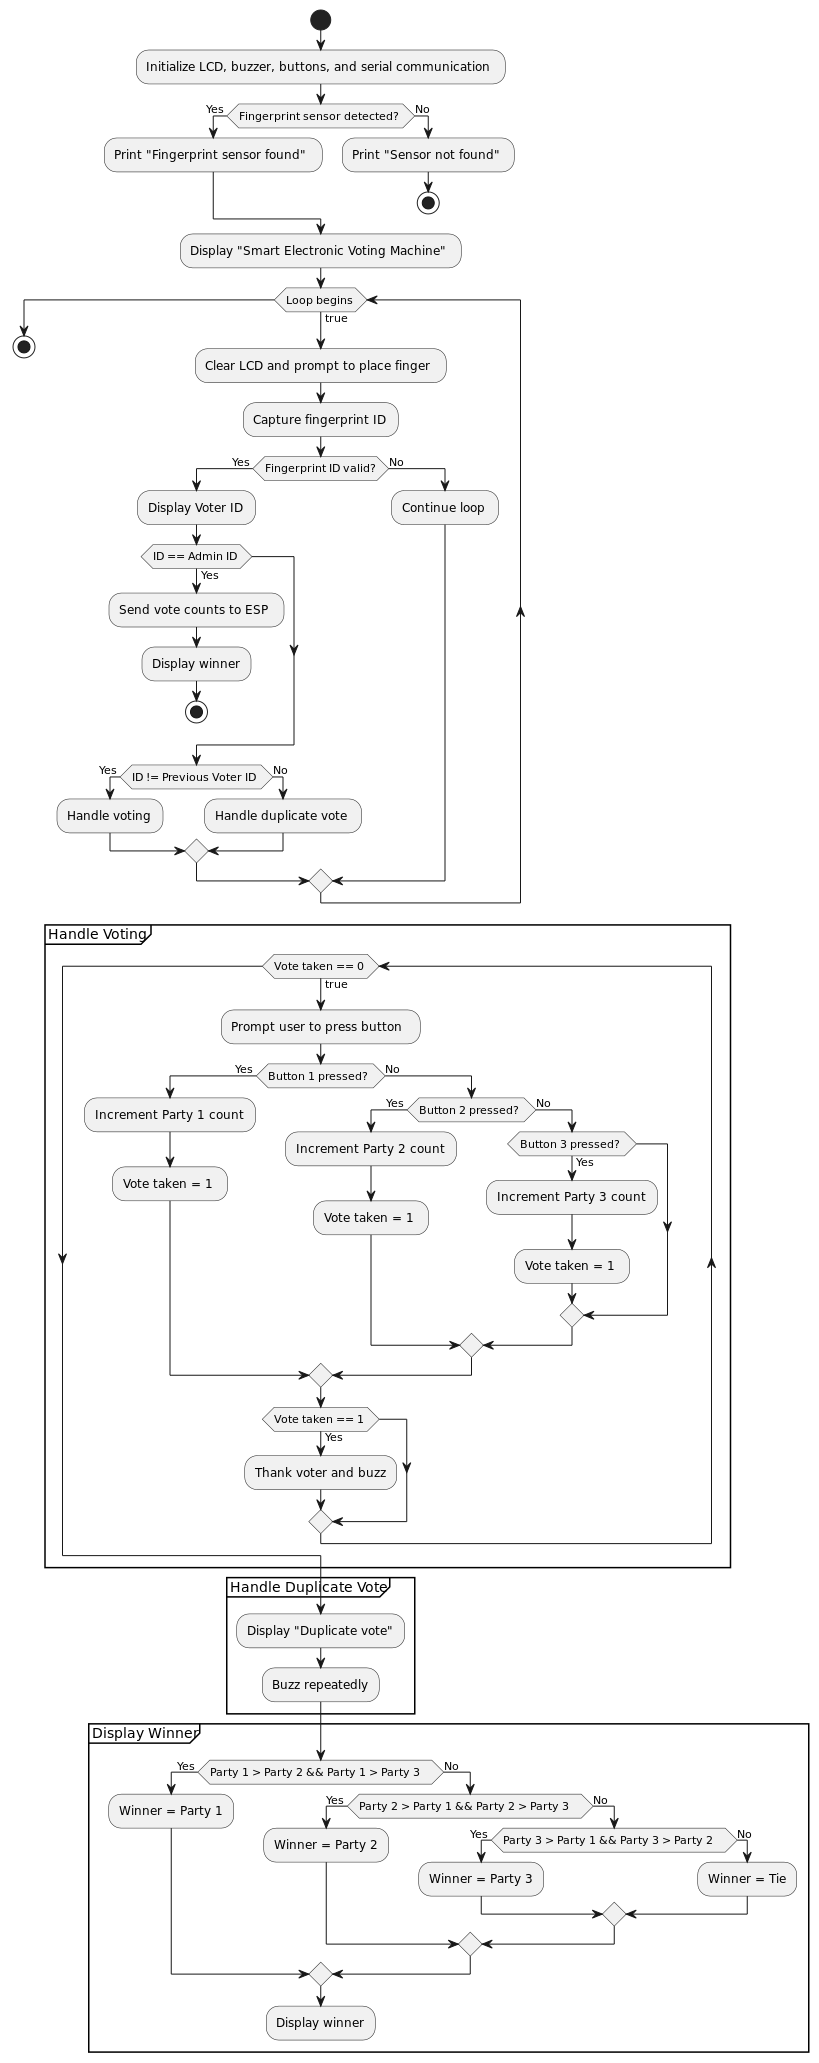 Initialize LCD, buzzer, buttons, and serial communication
Yes
Fingerprint sensor detected?
No
Print "Fingerprint sensor found"
Print "Sensor not found"
Display "Smart Electronic Voting Machine"
Loop begins
true
Clear LCD and prompt to place finger
Capture fingerprint ID
Yes
Fingerprint ID valid?
No
Display Voter ID
Continue loop
ID == Admin ID
Yes
Send vote counts to ESP
Display winner
Yes
ID != Previous Voter ID
No
Handle voting
Handle duplicate vote
Handle Voting
Vote taken == 0
true
Prompt user to press button
Yes
Button 1 pressed?
No
Increment Party 1 count
Yes
Button 2 pressed?
No
Increment Party 2 count
Button 3 pressed?
Yes
Vote taken = 1
Increment Party 3 count
Vote taken = 1
Vote taken = 1
Vote taken == 1
Yes
Thank voter and buzz
Handle Duplicate Vote
Display "Duplicate vote"
Buzz repeatedly
Display Winner
Yes
Party 1 > Party 2 && Party 1 > Party 3
No
Winner = Party 1
Yes
Party 2 > Party 1 && Party 2 > Party 3
No
Winner = Party 2
Yes
Party 3 > Party 1 && Party 3 > Party 2
No
Winner = Party 3
Winner = Tie
Display winner